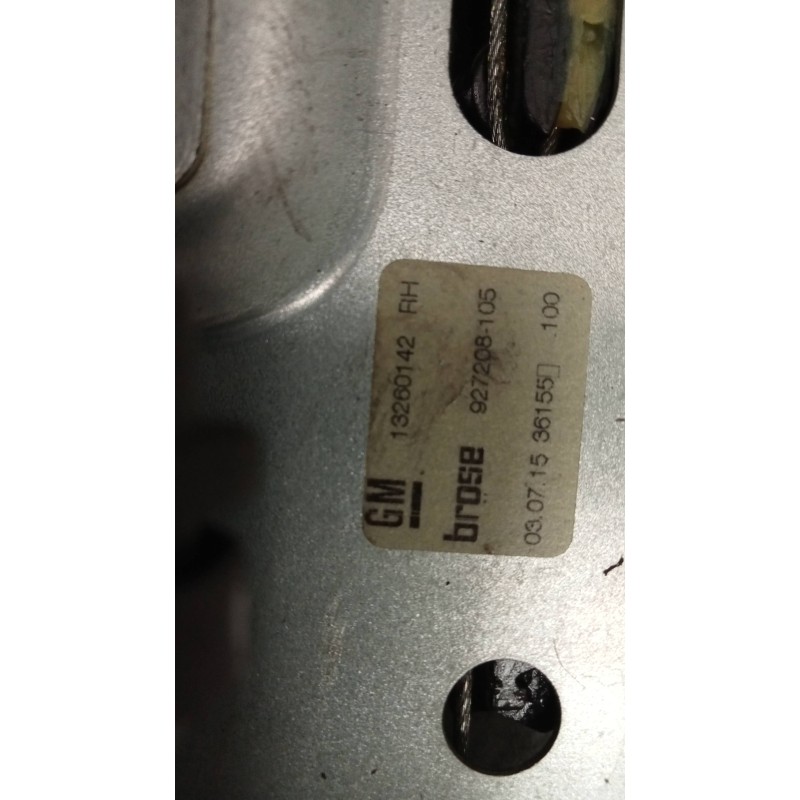 GM 13260142 RH
brose 927208-105
03.07.15 36155▯ .100